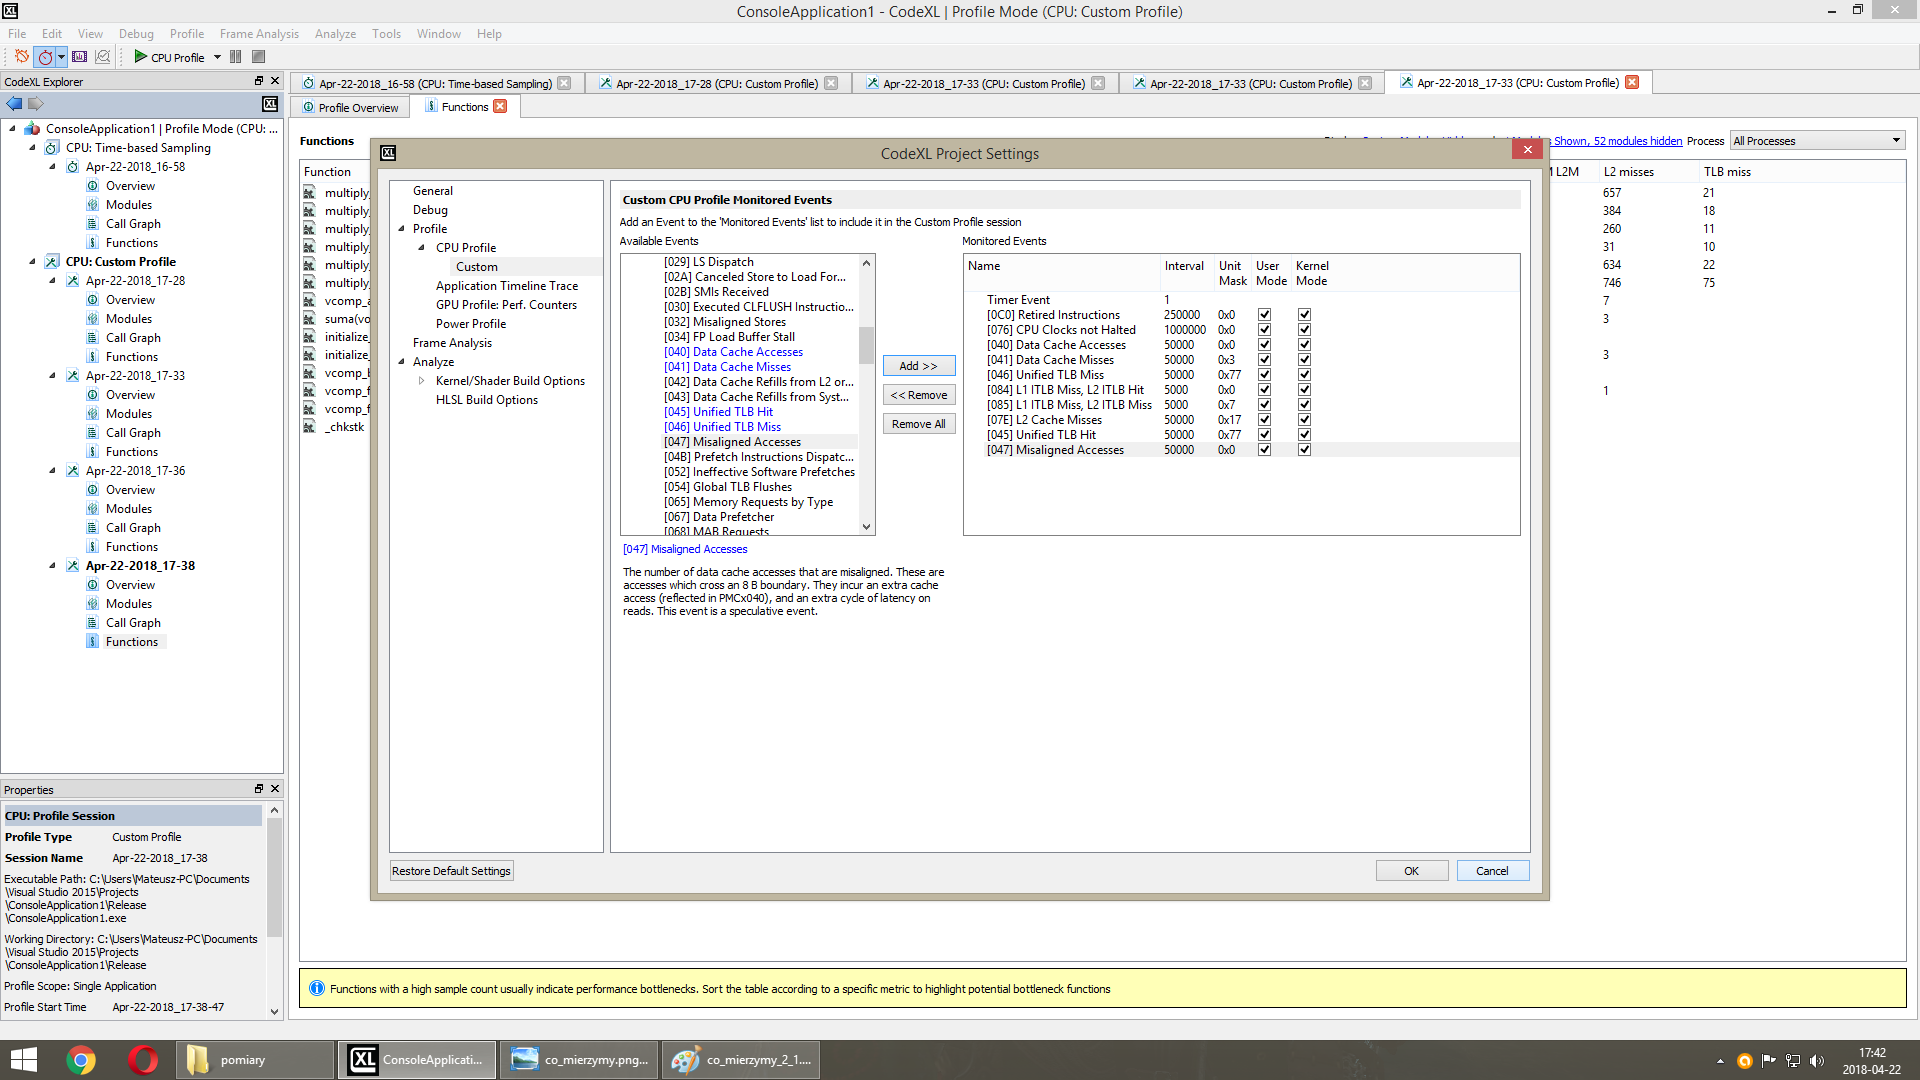 ConsoleApplication1 - CodeXL | Profile Mode (CPU: Custom Profile)
File Edit View Debug Profile Frame Analysis Analyze Tools Window Help
CPU Profile
CodeXL Explorer
Apr-22-2018_16-58 (CPU: Time-based Sampling)
Apr-22-2018_17-28 (CPU: Custom Profile)
Apr-22-2018_17-33 (CPU: Custom Profile)
Apr-22-2018_17-33 (CPU: Custom Profile)
Apr-22-2018_17-33 (CPU: Custom Profile)
XL
Profile Overview
Functions
ConsoleApplication1 | Profile Mode (CPU: ...
CPU: Time-based Sampling
Apr-22-2018_16-58
Overview
Modules
Call Graph
Functions
CPU: Custom Profile
Apr-22-2018_17-28
Overview
Modules
Call Graph
Functions
Apr-22-2018_17-33
Overview
Modules
Call Graph
Functions
Apr-22-2018_17-36
Overview
Modules
Call Graph
Functions
Apr-22-2018_17-38
Overview
Modules
Call Graph
Functions
Properties
CPU: Profile Session
Profile Type Custom Profile
Session Name Apr-22-2018_17-38
Executable Path: C:\Users\Mateusz-PC\Documents
\Visual Studio 2015\Projects
\ConsoleApplication1\Release
\ConsoleApplication1.exe
Working Directory: C:\Users\Mateusz-PC\Documents
\Visual Studio 2015\Projects
\ConsoleApplication1\Release
Profile Scope: Single Application
Profile Start Time Apr-22-2018_17-38-47
Functions
Shown, 52 modules hidden Process All Processes
Function
multiply_
multiply_
multiply_
multiply_
multiply_
multiply_
vcomp_a
suma(vo
initialize_
initialize_
vcomp_b
vcomp_f
vcomp_f
_chkstk
L2M L2 misses TLB miss
657 21
384 18
260 11
31 10
634 22
746 75
7
3
3
1
XL
CodeXL Project Settings
General
Debug
Profile
CPU Profile
Custom
Application Timeline Trace
GPU Profile: Perf. Counters
Power Profile
Frame Analysis
Analyze
Kernel/Shader Build Options
HLSL Build Options
Custom CPU Profile Monitored Events
Add an Event to the 'Monitored Events' list to include it in the Custom Profile session
Available Events
[029] LS Dispatch
[02A] Canceled Store to Load For...
[02B] SMIs Received
[030] Executed CLFLUSH Instructio...
[032] Misaligned Stores
[034] FP Load Buffer Stall
[040] Data Cache Accesses
[041] Data Cache Misses
[042] Data Cache Refills from L2 or...
[043] Data Cache Refills from Syst...
[045] Unified TLB Hit
[046] Unified TLB Miss
[047] Misaligned Accesses
[04B] Prefetch Instructions Dispatc...
[052] Ineffective Software Prefetches
[054] Global TLB Flushes
[065] Memory Requests by Type
[067] Data Prefetcher
[068] MAB Requests
Add >>
<< Remove
Remove All
Monitored Events
Name Interval Unit Mask User Mode Kernel Mode
Timer Event 1
[0C0] Retired Instructions 250000 0x0
[076] CPU Clocks not Halted 1000000 0x0
[040] Data Cache Accesses 50000 0x0
[041] Data Cache Misses 50000 0x3
[046] Unified TLB Miss 50000 0x77
[084] L1 ITLB Miss, L2 ITLB Hit 5000 0x0
[085] L1 ITLB Miss, L2 ITLB Miss 5000 0x7
[07E] L2 Cache Misses 50000 0x17
[045] Unified TLB Hit 50000 0x77
[047] Misaligned Accesses 50000 0x0
[047] Misaligned Accesses
The number of data cache accesses that are misaligned. These are
accesses which cross an 8 B boundary. They incur an extra cache
access (reflected in PMCx040), and an extra cycle of latency on
reads. This event is a speculative event.
Restore Default Settings
OK
Cancel
Functions with a high sample count usually indicate performance bottlenecks. Sort the table according to a specific metric to highlight potential bottleneck functions
pomiary
XL
ConsoleApplicati...
co_mierzymy.png...
co_mierzymy_2_1....
17:42
2018-04-22